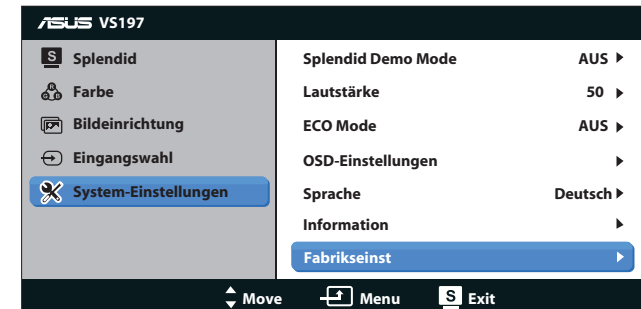 ASUS VS197
S Splendid
Farbe
Bildeinrichtung
Eingangswahl
System-Einstellungen
Splendid Demo Mode AUS
Lautstärke 50
ECO Mode AUS
OSD-Einstellungen
Sprache Deutsch
Information
Fabrikseinst
Move Menu S Exit